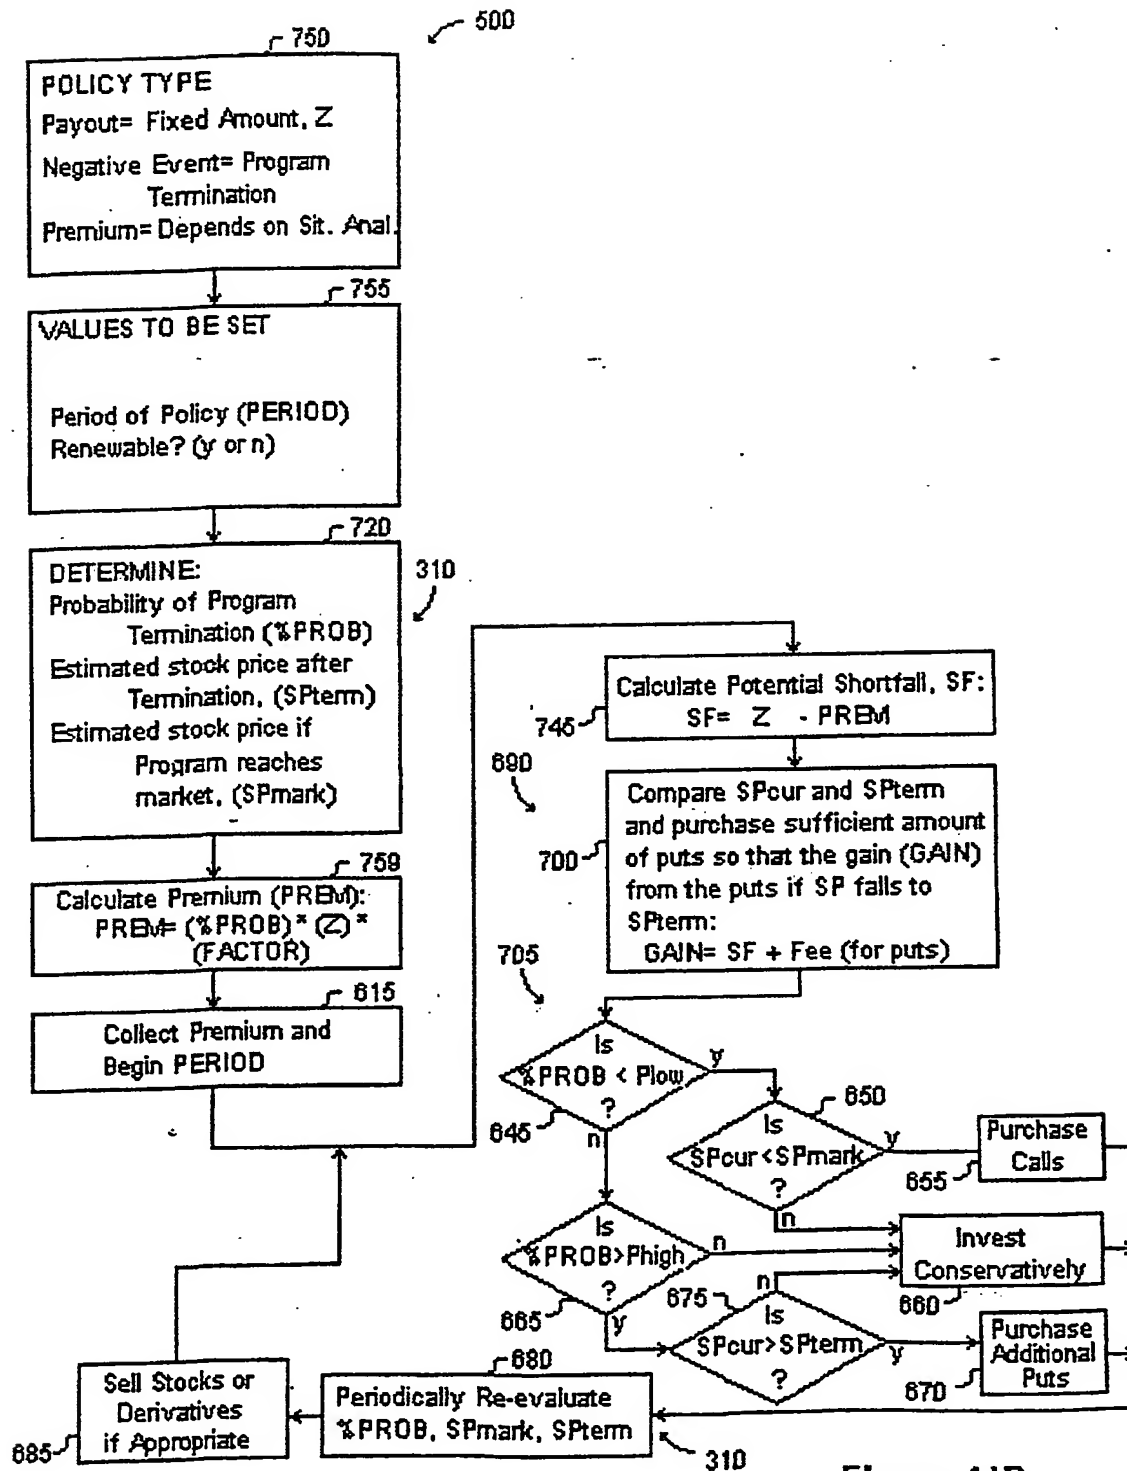 500
750
POLICY TYPE
Payout= Fixed Amount, Z
Negative Event= Program
Termination
Premium= Depends on Sit. Anal.
755
VALUES TO BE SET
Period of Policy (PERIOD)
Renewable? (y or n)
720
DETERMINE:
Probability of Program
Termination (%PROB)
Estimated stock price after
Termination, (SPterm)
Estimated stock price if
Program reaches
market, (SPmark)
310
759
Calculate Premium (PREM):
PREM= (%PROB)* (Z)*
(FACTOR)
615
Collect Premium and
Begin PERIOD
Calculate Potential Shortfall, SF:
SF= Z - PREM
745
690
Compare SPcur and SPterm
and purchase sufficient amount
of puts so that the gain (GAIN)
from the puts if SP falls to
SPterm:
GAIN= SF + Fee (for puts)
700
705
Is
%PROB < Plow
?
y
n
645
650
Is
SPcur<SPmark
?
y
n
Purchase
Calls
655
Is
%PROB>Phigh
?
n
y
665
Invest
Conservatively
660
675
n
Is
SPcur>SPterm
?
y
Purchase
Additional
Puts
670
680
Periodically Re-evaluate
%PROB, SPmark, SPterm
310
Sell Stocks or
Derivatives
if Appropriate
685